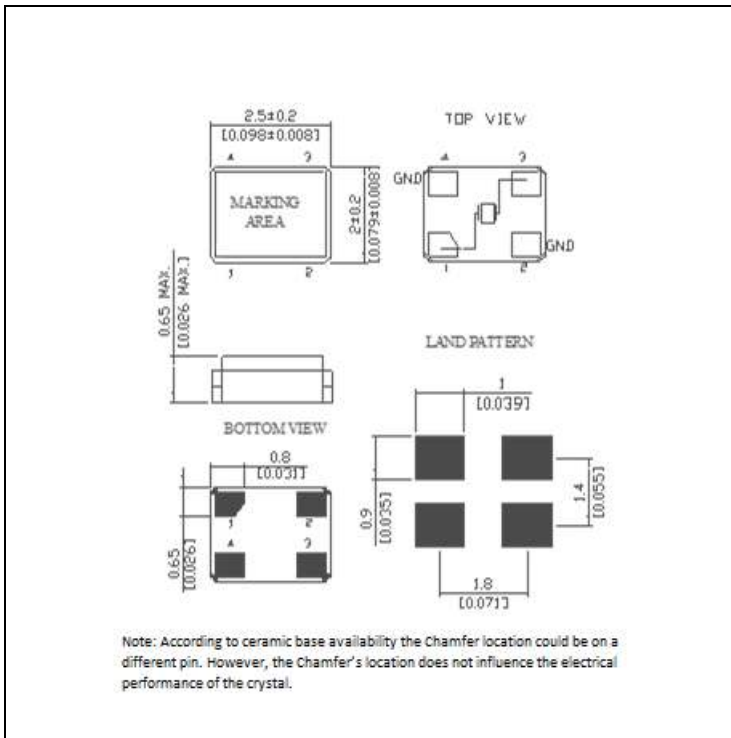 2.5±0.2
[0.098±0.008]
4 3
MARKING
AREA
1 2
2±0.2
[0.079±0.008]
TOP VIEW
4 3
GND
GND
1 2
0.65 MAX.
[0.026 MAX.]
LAND PATTERN
1
[0.039]
0.9
[0.035]
1.4
[0.055]
1.8
[0.071]
BOTTOM VIEW
0.8
[0.031]
1 2
4 3
0.65
[0.026]
Note: According to ceramic base availability the Chamfer location could be on a
different pin. However, the Chamfer's location does not influence the electrical
performance of the crystal.